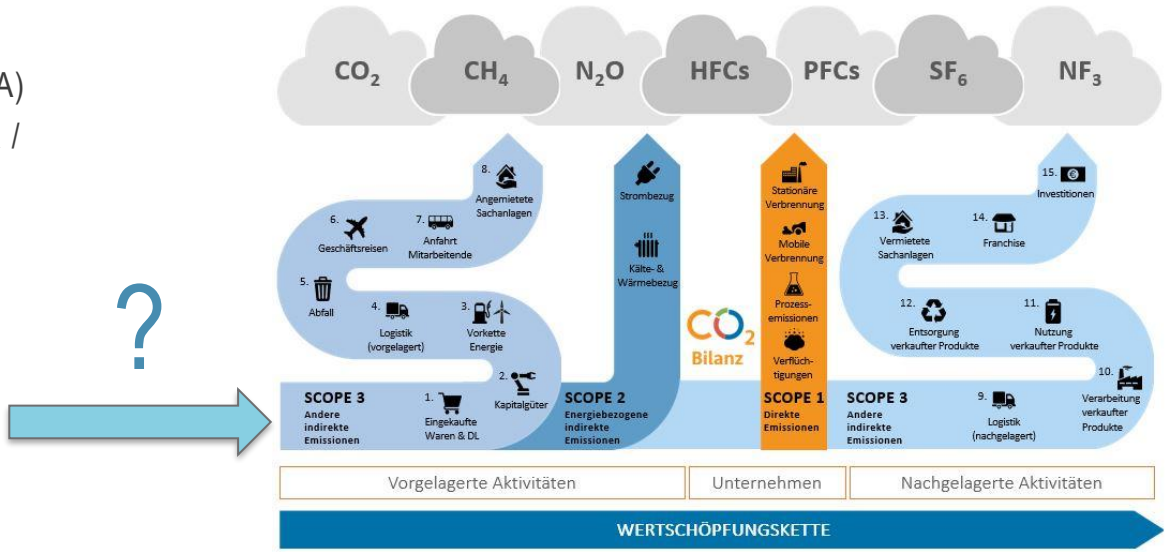 A)
/
?
CO₂
CH₄
N₂O
HFCs
PFCs
SF₆
NF₃
8.
Angemietete
Sachanlagen
6.
Geschäftsreisen
7.
Anfahrt
Mitarbeitende
5.
Abfall
4.
Logistik
(vorgelagert)
3.
Vorkette
Energie
2.
Kapitalgüter
SCOPE 3
Andere
indirekte
Emissionen
1.
Eingekaufte
Waren & DL
Strombezug
Kälte- &
Wärmebezug
SCOPE 2
Energiebezogene
indirekte
Emissionen
CO₂
Bilanz
Stationäre
Verbrennung
Mobile
Verbrennung
Prozess-
emissionen
Verflüch-
tigungen
SCOPE 1
Direkte
Emissionen
15.
Investitionen
13.
Vermietete
Sachanlagen
14.
Franchise
12.
Entsorgung
verkaufter Produkte
11.
Nutzung
verkaufter Produkte
10.
Verarbeitung
verkaufter
Produkte
SCOPE 3
Andere
indirekte
Emissionen
9.
Logistik
(nachgelagert)
Vorgelagerte Aktivitäten
Unternehmen
Nachgelagerte Aktivitäten
WERTSCHÖPFUNGSKETTE